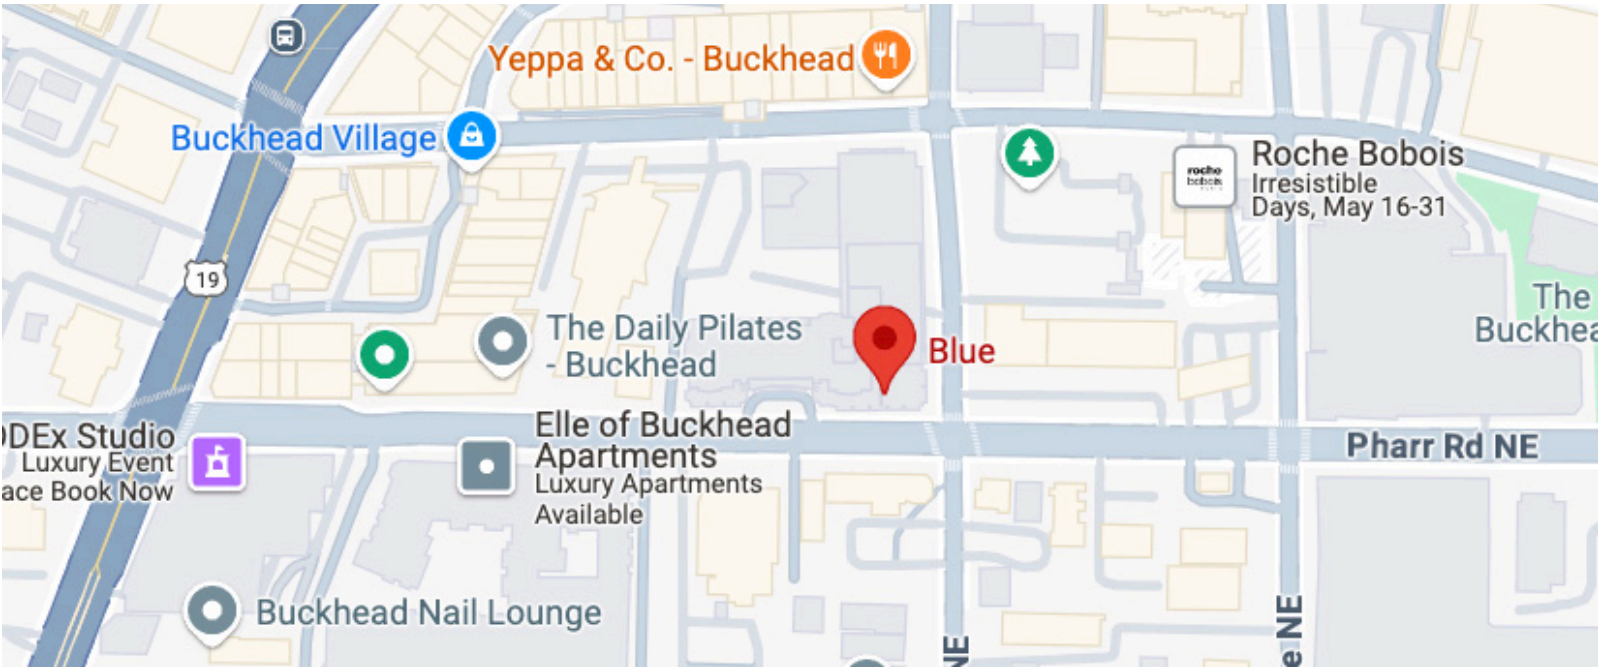 Yeppa & Co. - Buckhead
Buckhead Village
Roche Bobois
Irresistible
Days, May 16-31
roche
bobois
19
The
Buckhea
The Daily Pilates
- Buckhead
Blue
DEx Studio
Luxury Event
ace Book Now
Elle of Buckhead
Apartments
Luxury Apartments
Available
Pharr Rd NE
Buckhead Nail Lounge
NE
e NE